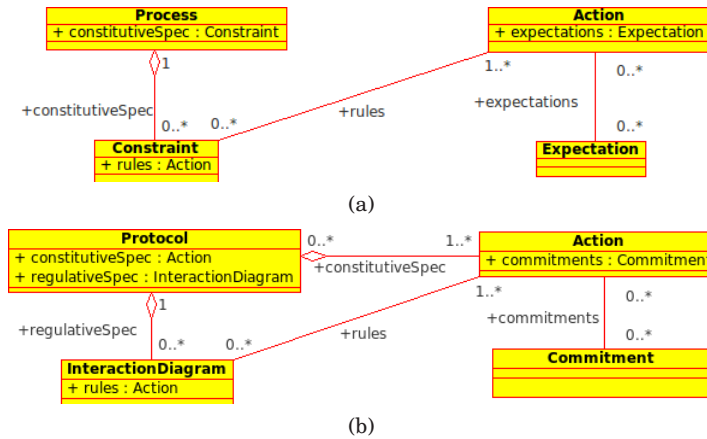 Process
+ constitutiveSpec : Constraint
Action
+ expectations : Expectation
1
1..*
0..*
+constitutiveSpec
+rules
+expectations
0..*
0..*
0..*
Constraint
+ rules : Action
Expectation
(a)
Protocol
+ constitutiveSpec : Action
+ regulativeSpec : InteractionDiagram
0..*
1..*
+constitutiveSpec
Action
+ commitments : Commitment
1
1..*
0..*
+regulativeSpec
+rules
+commitments
0..*
0..*
0..*
InteractionDiagram
+ rules : Action
Commitment
(b)